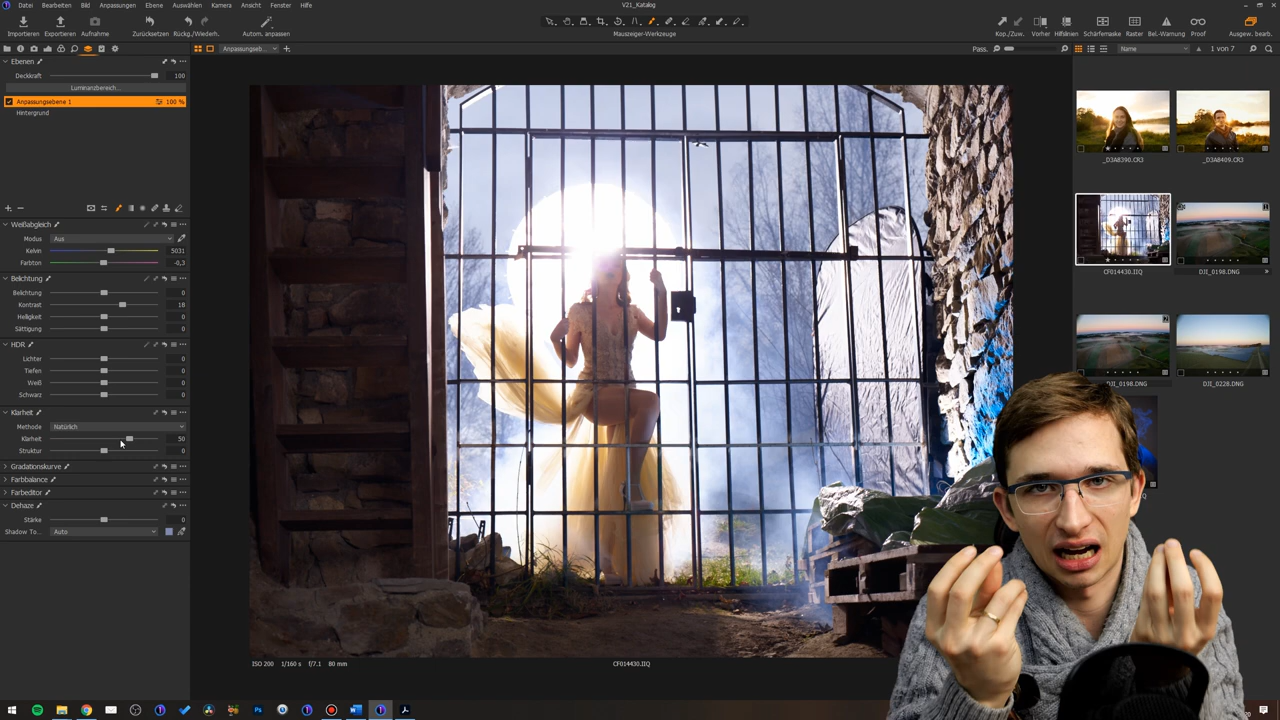 V21_Katalog
Datei Bearbeiten Bild Anpassungen Ebene Auswählen Kamera Ansicht Fenster Hilfe
Importieren Exportieren Aufnahme Zurücksetzen Rückg./Wiederh. Autom. anpassen Mauszeiger-Werkzeuge Kop./Zuw. Vorher Hilfslinien Schärfemaske Raster Bel.-Warnung Proof Ausgew. bearb.
Anpassungseb... Pass. Name 1 von 7
Ebenen
Deckkraft 100
Luminanzbereich...
Anpassungsebene 1 100 %
Hintergrund
Weißabgleich
Modus Aus
Kelvin 5031
Farbton -0,3
Belichtung
Belichtung 0
Kontrast 18
Helligkeit 0
Sättigung 0
HDR
Lichter 0
Tiefen 0
Weiß 0
Schwarz 0
Klarheit
Methode Natürlich
Klarheit 50
Struktur 0
Gradationskurve
Farbbalance
Farbeditor
Dehaze
Stärke 0
Shadow To... Auto
ISO 200 1/160 s f/7.1 80 mm
CF014430.IIQ
_D3A8390.CR3
_D3A8409.CR3
CF014430.IIQ
DJI_0198.DNG
DJI_0198.DNG
DJI_0228.DNG